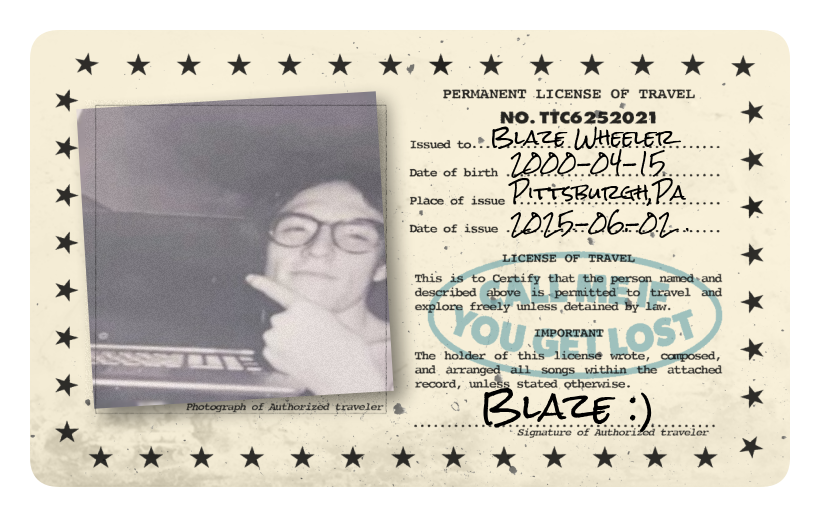 PERMANENT LICENSE OF TRAVEL
NO. TTC6252021
Issued to...Blaze Wheeler
Date of birth 2000-04-15
Place of issue Pittsburgh, Pa
Date of issue 2025-06-02
LICENSE OF TRAVEL
This is to Certify that the person named and
described above is permitted to travel and
explore freely unless detained by law.
CALL ME IF
YOU GET LOST
IMPORTANT
The holder of this license wrote, composed,
and arranged all songs within the attached
record, unless stated otherwise.
Blaze :)
Photograph of Authorized traveler
Signature of Authorized traveler